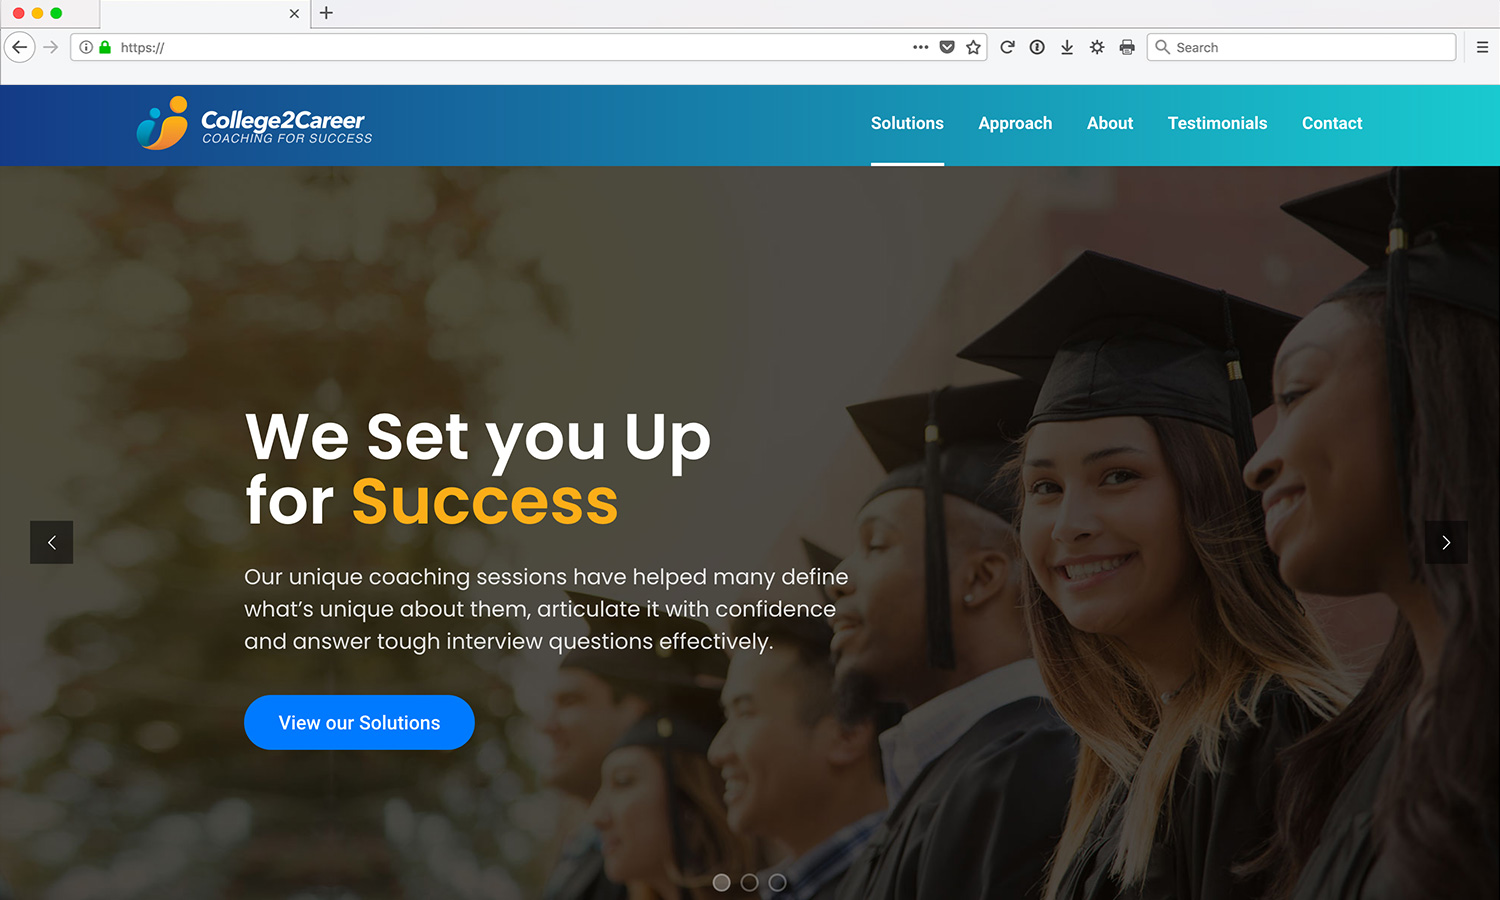 https://
Search
College2Career
COACHING FOR SUCCESS
Solutions
Approach
About
Testimonials
Contact
We Set you Up
for Success
Our unique coaching sessions have helped many define
what’s unique about them, articulate it with confidence
and answer tough interview questions effectively.
View our Solutions